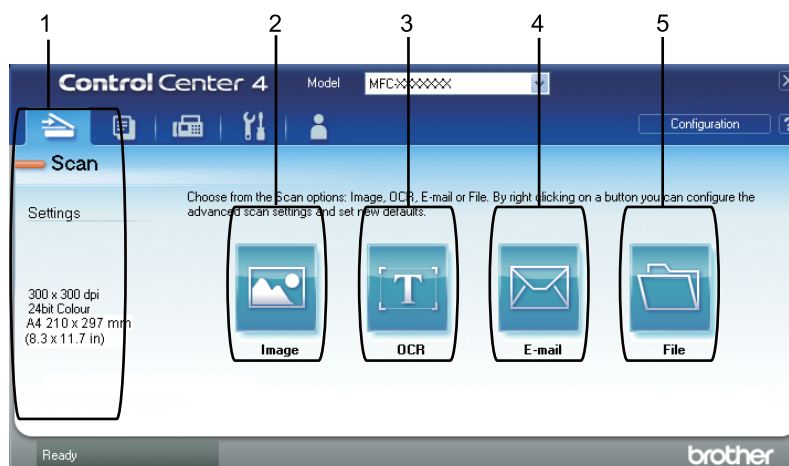 1 2 3 4 5
Control Center 4 Model MFC-XXXXXX
Configuration ?
Scan
Choose from the Scan options: Image, OCR, E-mail or File. By right clicking on a button you can configure the
advanced scan settings and set new defaults.
Settings
300 x 300 dpi
24bit Colour
A4 210 x 297 mm
(8.3 x 11.7 in)
T
Image OCR E-mail File
Ready brother